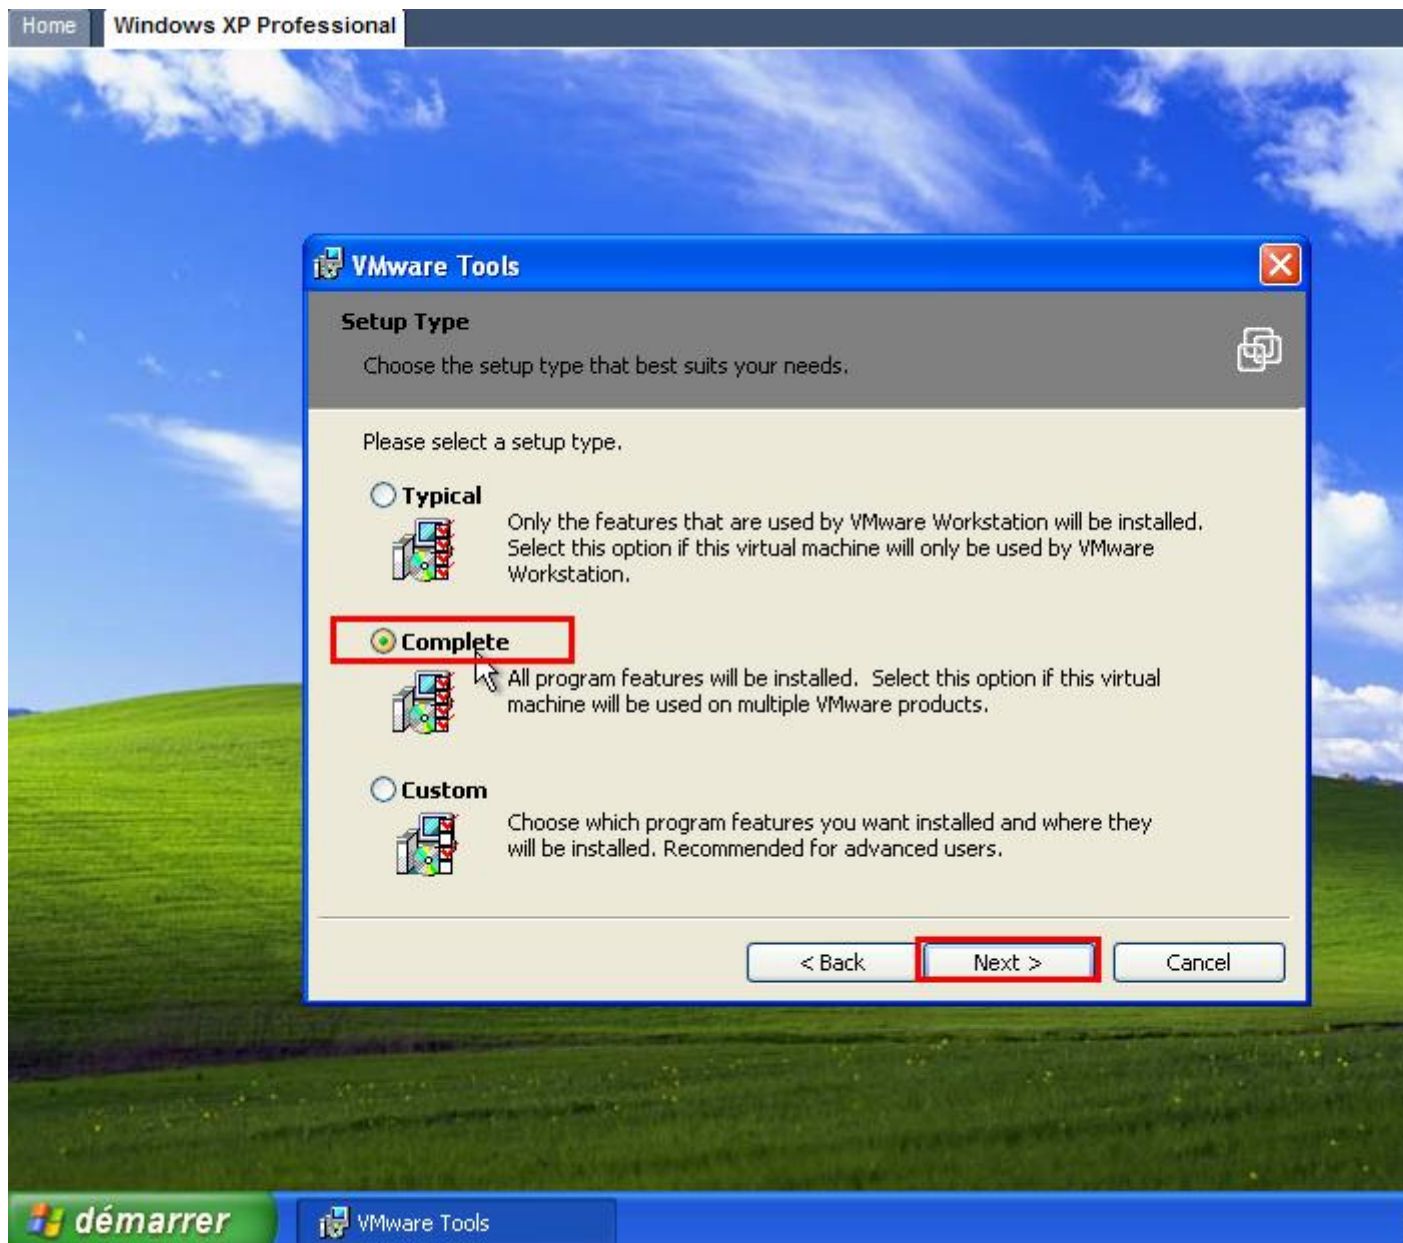 Home Windows XP Professional
VMware Tools
Setup Type
Choose the setup type that best suits your needs.
Please select a setup type.
Typical
Only the features that are used by VMware Workstation will be installed.
Select this option if this virtual machine will only be used by VMware
Workstation.
Complete
All program features will be installed. Select this option if this virtual
machine will be used on multiple VMware products.
Custom
Choose which program features you want installed and where they
will be installed. Recommended for advanced users.
< Back Next > Cancel
démarrer VMware Tools